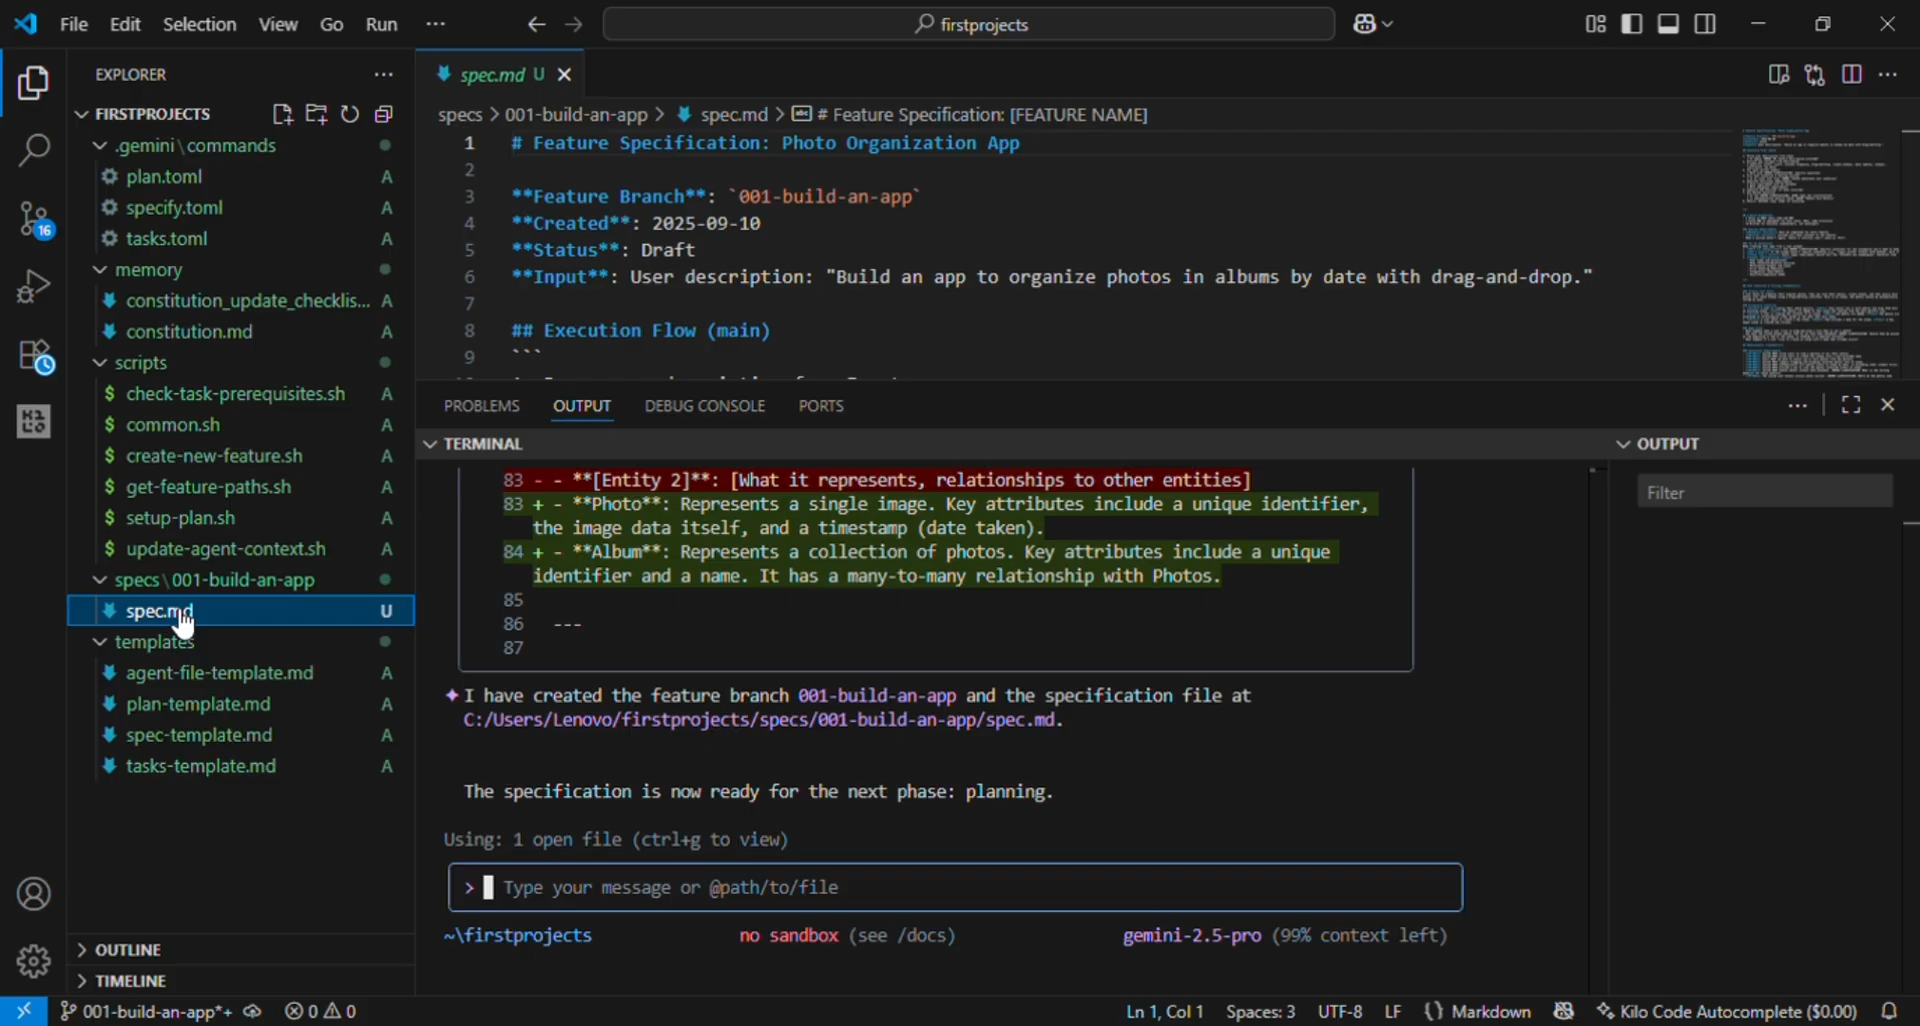 File Edit Selection View Go Run ···
firstprojects
EXPLORER
FIRSTPROJECTS
.gemini\commands
plan.toml A
specify.toml A
tasks.toml A
memory
constitution_update_checklis... A
constitution.md A
scripts
check-task-prerequisites.sh A
common.sh A
create-new-feature.sh A
get-feature-paths.sh A
setup-plan.sh A
update-agent-context.sh A
specs\001-build-an-app
spec.md U
templates
agent-file-template.md A
plan-template.md A
spec-template.md A
tasks-template.md A
OUTLINE
TIMELINE
16
spec.md U
specs > 001-build-an-app > spec.md > # Feature Specification: [FEATURE NAME]
1 # Feature Specification: Photo Organization App
2
3 **Feature Branch**: `001-build-an-app`
4 **Created**: 2025-09-10
5 **Status**: Draft
6 **Input**: User description: "Build an app to organize photos in albums by date with drag-and-drop."
7
8 ## Execution Flow (main)
9 ```
PROBLEMS OUTPUT DEBUG CONSOLE PORTS
TERMINAL
83 - - **[Entity 2]**: [What it represents, relationships to other entities]
83 + - **Photo**: Represents a single image. Key attributes include a unique identifier,
the image data itself, and a timestamp (date taken).
84 + - **Album**: Represents a collection of photos. Key attributes include a unique
identifier and a name. It has a many-to-many relationship with Photos.
85
86 ---
87
I have created the feature branch 001-build-an-app and the specification file at
C:/Users/Lenovo/firstprojects/specs/001-build-an-app/spec.md.
The specification is now ready for the next phase: planning.
Using: 1 open file (ctrl+g to view)
> Type your message or @path/to/file
~\firstprojects no sandbox (see /docs) gemini-2.5-pro (99% context left)
OUTPUT
Filter
001-build-an-app*+ 0 0 Ln 1, Col 1 Spaces: 3 UTF-8 LF {} Markdown Kilo Code Autocomplete ($0.00)